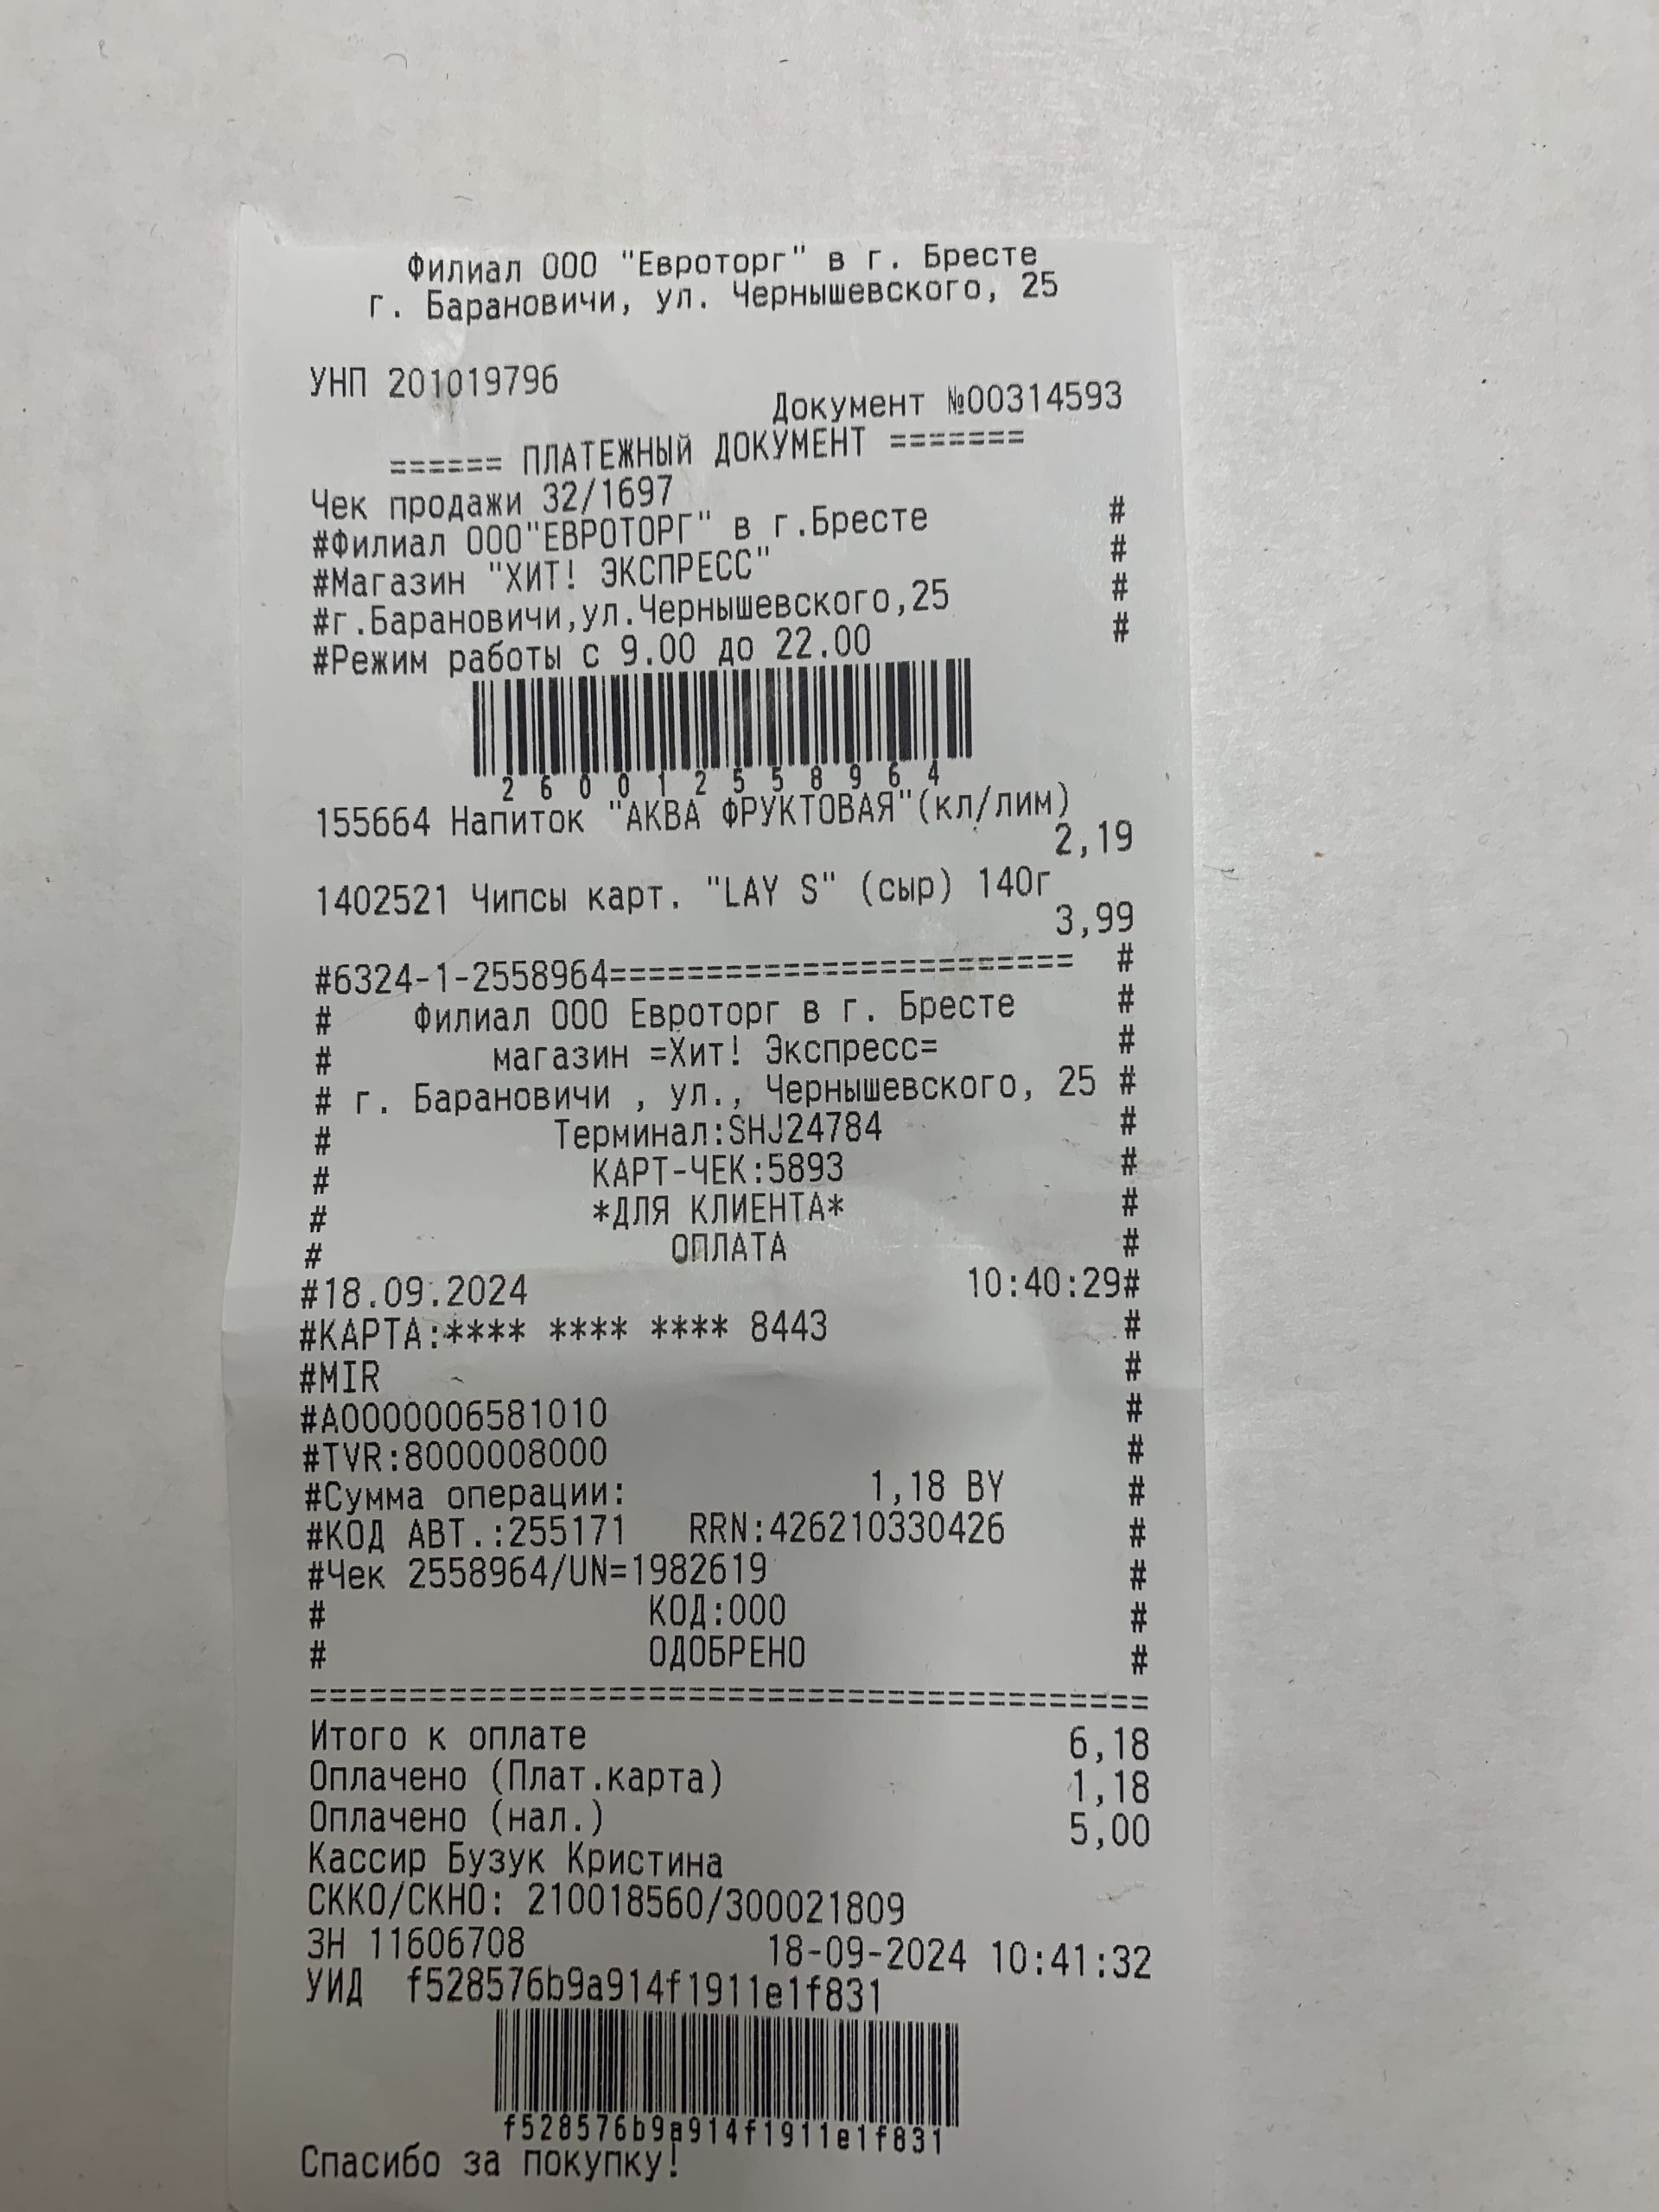 Филиал ООО "Евроторг" в г. Бресте
г. Барановичи, ул. Чернышевского, 25
УНП 201019796
Документ №00314593
====== ПЛАТЕЖНЫЙ ДОКУМЕНТ =======
Чек продажи 32/1697
#Филиал ООО"ЕВРОТОРГ" в г.Бресте #
#Магазин "ХИТ! ЭКСПРЕСС" #
#г.Барановичи,ул.Чернышевского,25 #
#Режим работы с 9.00 до 22.00 #
260012558964
155664 Напиток "АКВА ФРУКТОВАЯ"(кл/лим)
2,19
1402521 Чипсы карт. "LAY S" (сыр) 140г
3,99
#6324-1-2558964======================== #
# Филиал ООО Евроторг в г. Бресте #
# магазин =Хит! Экспресс= #
# г. Барановичи , ул., Чернышевского, 25 #
# Терминал:SHJ24784 #
# КАРТ-ЧЕК:5893 #
# *ДЛЯ КЛИЕНТА* #
# ОПЛАТА #
#18.09.2024 10:40:29#
#КАРТА:**** **** **** 8443 #
#MIR #
#A0000006581010 #
#TVR:8000008000 #
#Сумма операции: 1,18 BY #
#КОД АВТ.:255171 RRN:426210330426 #
#Чек 2558964/UN=1982619 #
# КОД:000 #
# ОДОБРЕНО #
==========================================
Итого к оплате 6,18
Оплачено (Плат.карта) 1,18
Оплачено (нал.) 5,00
Кассир Бузук Кристина
СККО/СКНО: 210018560/300021809
ЗН 11606708 18-09-2024 10:41:32
УИД f528576b9a914f1911e1f831
f528576b9a914f1911e1f831
Спасибо за покупку!